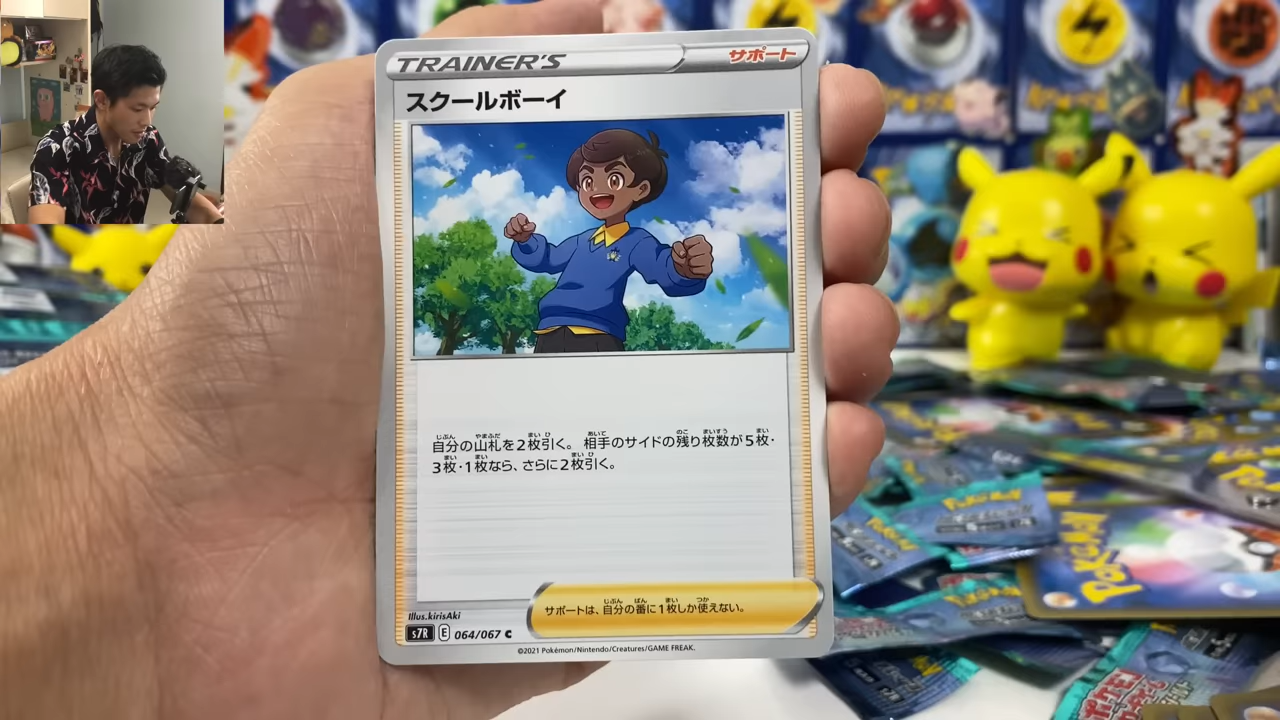 TRAINER'S
サポート
スクールボーイ
自分の山札を2枚引く。相手のサイドの残り枚数が5枚・
3枚・1枚なら、さらに2枚引く。
サポートは、自分の番に1枚しか使えない。
Illus.kirisAki
s7R E 064/067 C
©2021 Pokémon/Nintendo/Creatures/GAME FREAK.
POKÉMON
POKÉMON